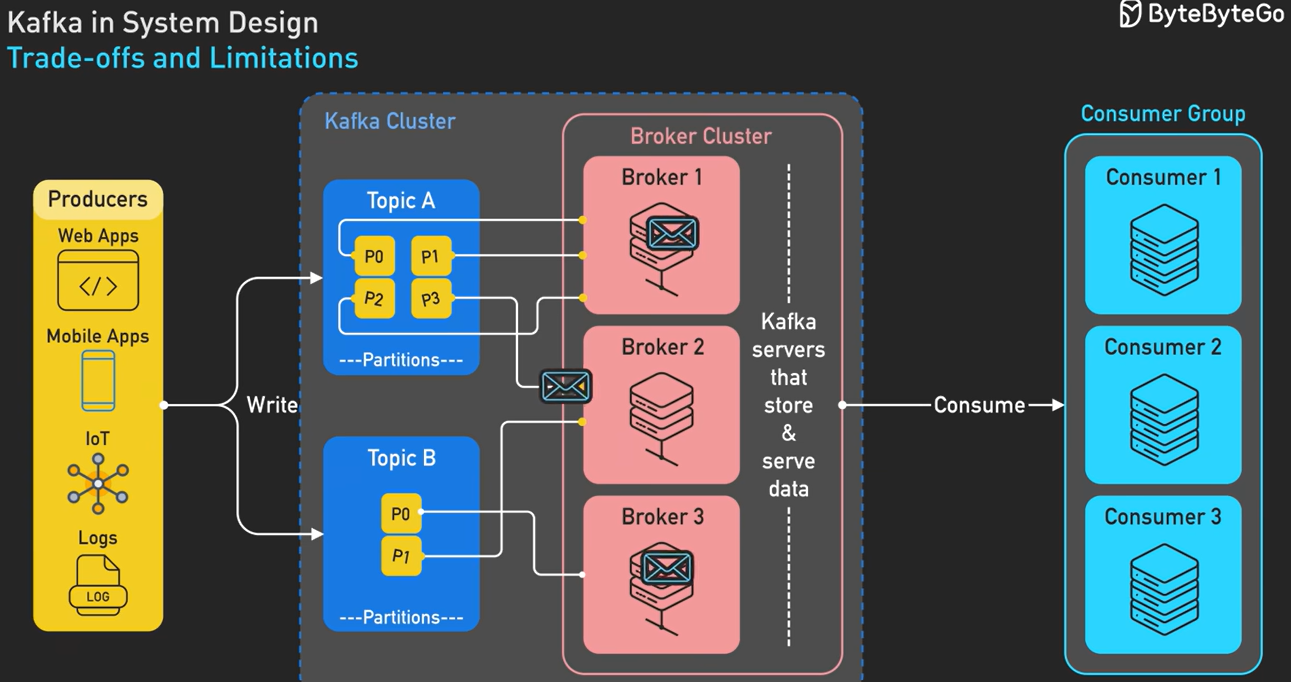 Kafka in System Design
Trade-offs and Limitations
ByteByteGo
Producers
Web Apps
</>
Mobile Apps
IoT
Logs
LOG
Write
Kafka Cluster
Topic A
P0
P1
P2
P3
---Partitions---
Topic B
P0
P1
---Partitions---
Broker Cluster
Broker 1
Broker 2
Broker 3
Kafka
servers
that
store
&
serve
data
Consume
Consumer Group
Consumer 1
Consumer 2
Consumer 3